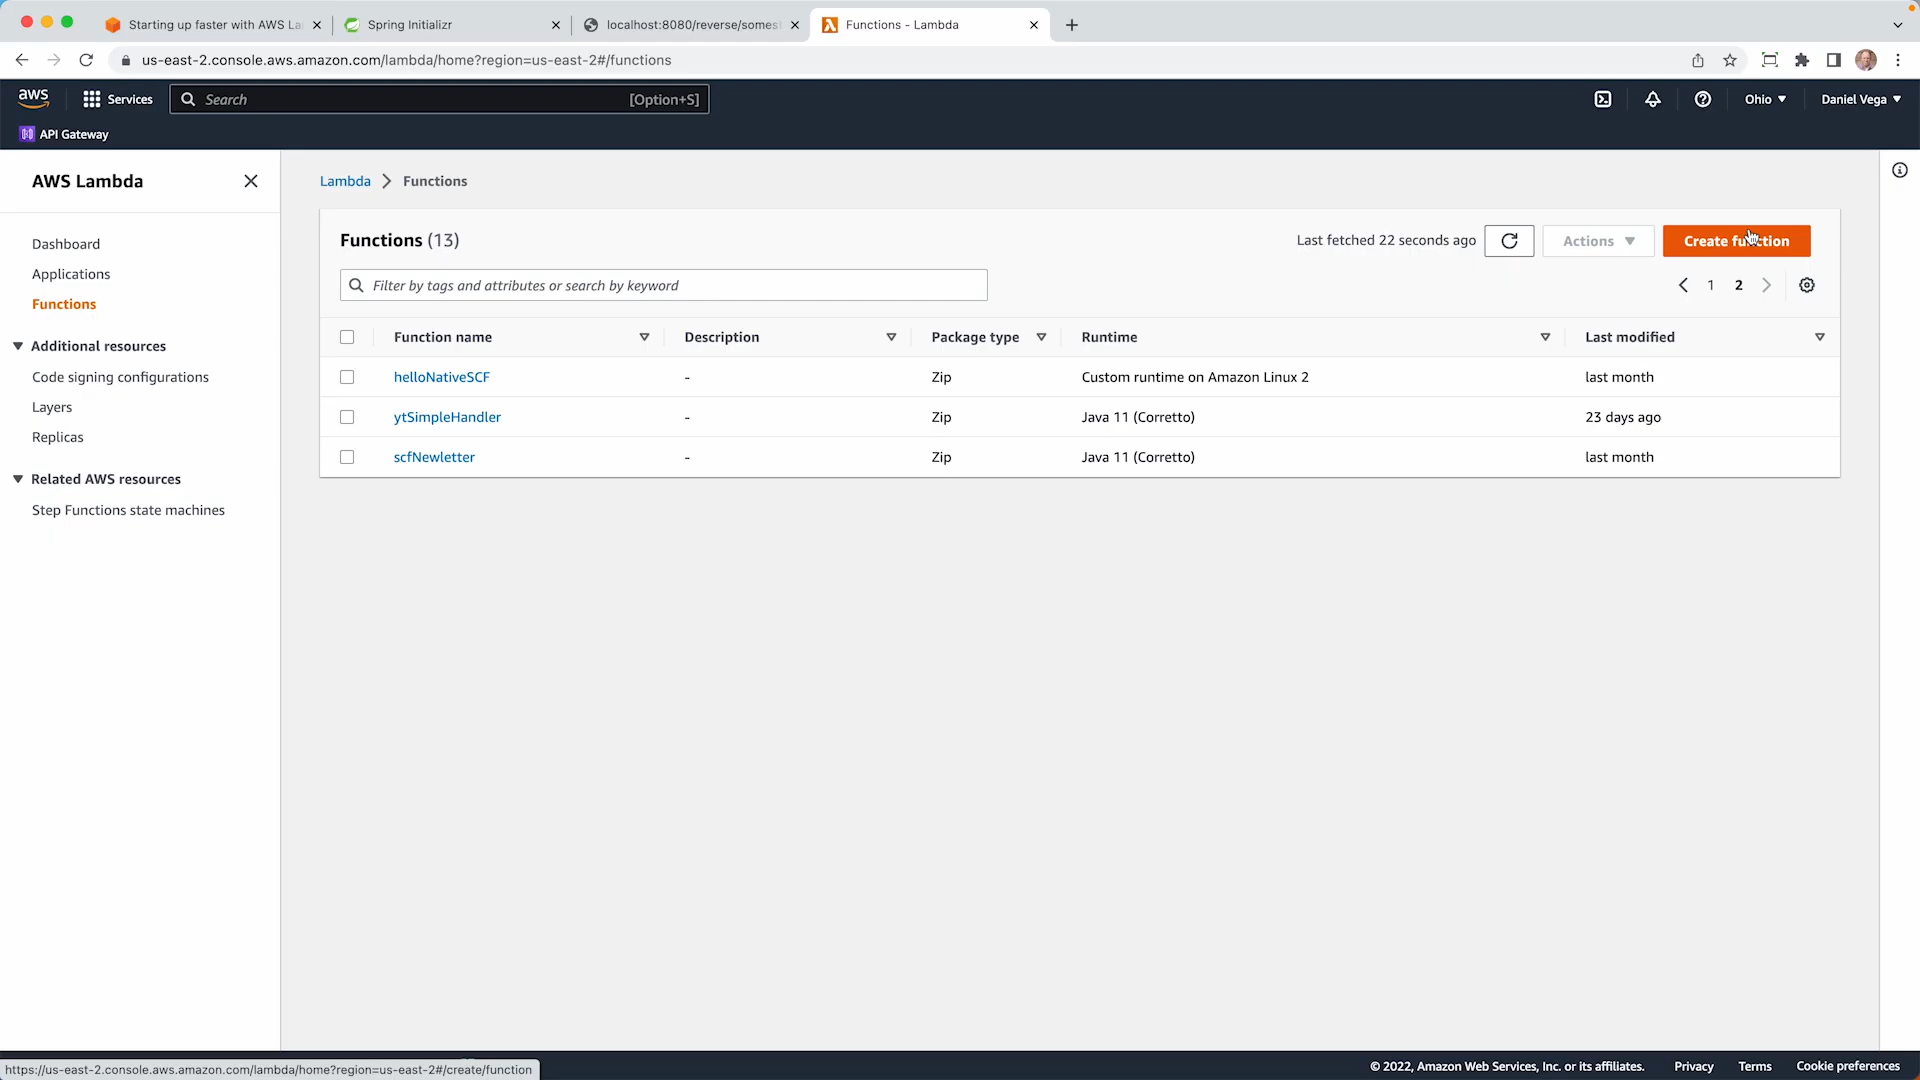 Starting up faster with AWS La
Spring Initializr
localhost:8080/reverse/somest
Functions - Lambda
us-east-2.console.aws.amazon.com/lambda/home?region=us-east-2#/functions
aws
Services
Search
[Option+S]
Ohio
Daniel Vega
API Gateway
AWS Lambda
Dashboard
Applications
Functions
Additional resources
Code signing configurations
Layers
Replicas
Related AWS resources
Step Functions state machines
Lambda
Functions
Functions (13)
Last fetched 22 seconds ago
Actions
Create function
Filter by tags and attributes or search by keyword
1
2
Function name
Description
Package type
Runtime
Last modified
helloNativeSCF
-
Zip
Custom runtime on Amazon Linux 2
last month
ytSimpleHandler
-
Zip
Java 11 (Corretto)
23 days ago
scfNewletter
-
Zip
Java 11 (Corretto)
last month
https://us-east-2.console.aws.amazon.com/lambda/home?region=us-east-2#/create/function
© 2022, Amazon Web Services, Inc. or its affiliates.
Privacy
Terms
Cookie preferences